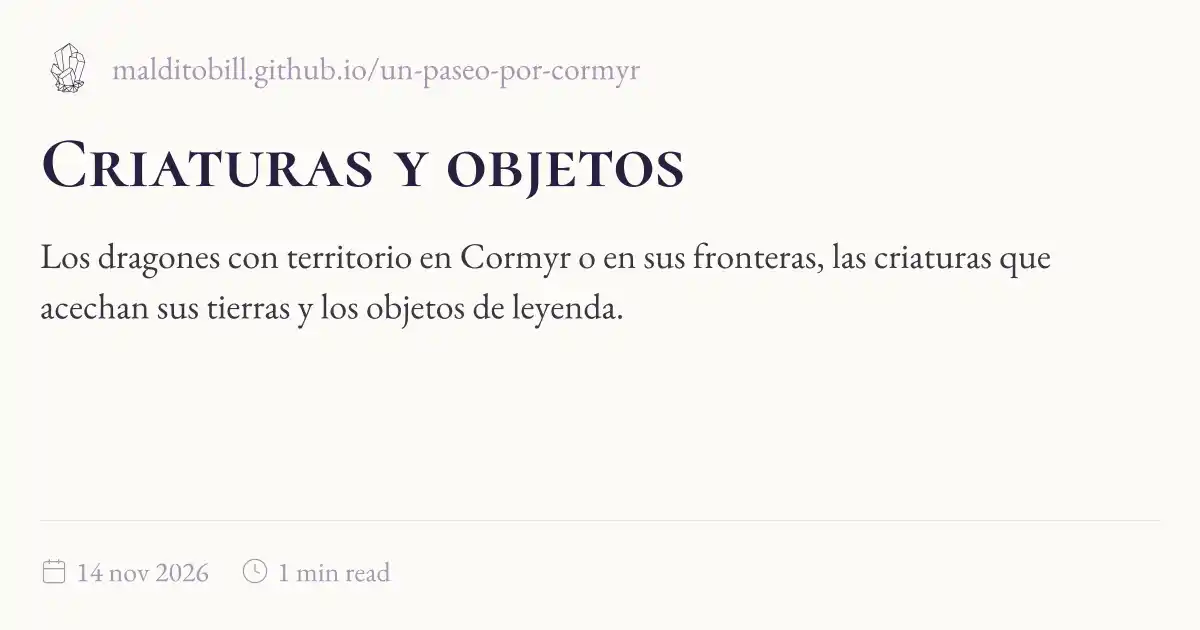 malditobill.github.io/un-paseo-por-cormyr
Criaturas y objetos
Los dragones con territorio en Cormyr o en sus fronteras, las criaturas que
acechan sus tierras y los objetos de leyenda.
14 nov 2026
1 min read